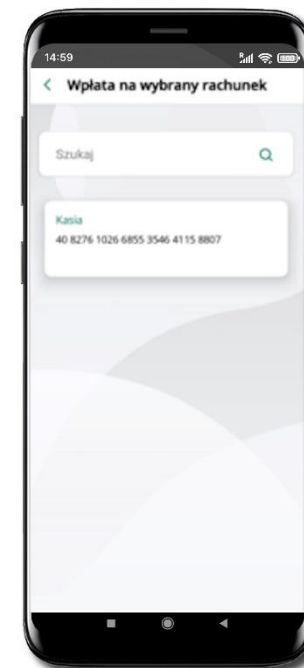 14:59
Wpłata na wybrany rachunek
Szukaj
Kasia
40 8276 1026 6855 3546 4115 8807